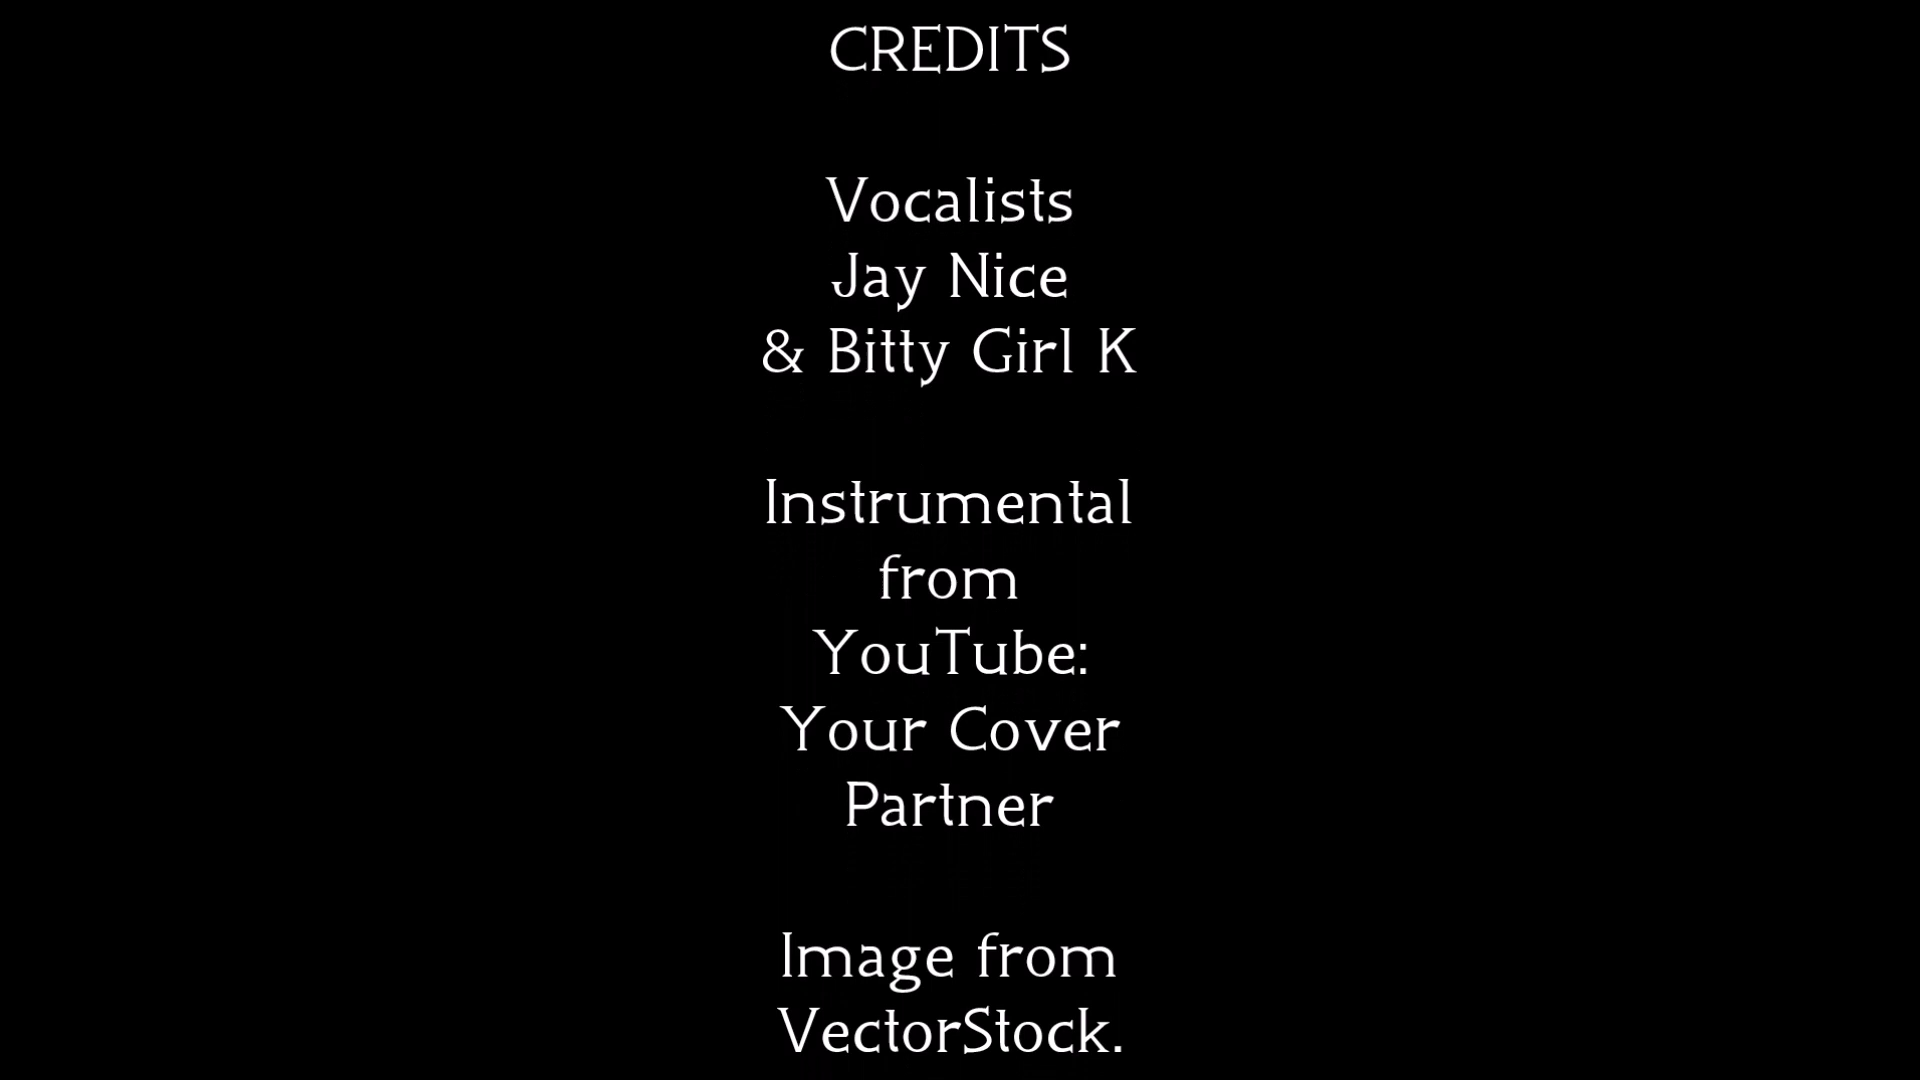 CREDITS
Vocalists
Jay Nice
& Bitty Girl K
Instrumental
from
YouTube:
Your Cover
Partner
Image from
VectorStock.